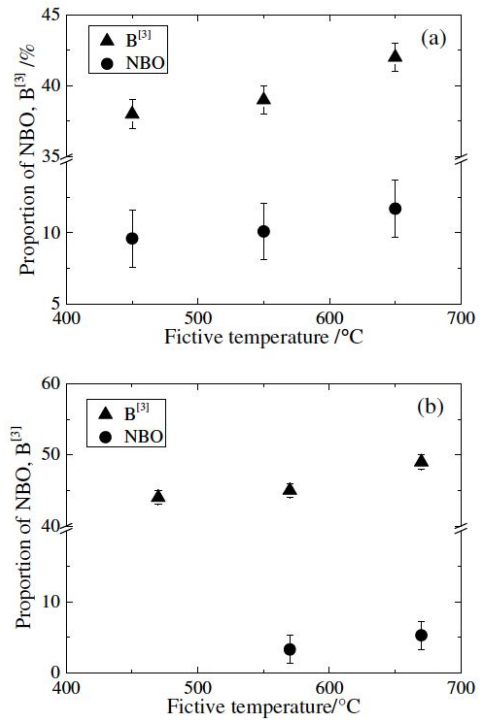 45
B[3]
NBO
(a)
40
35
10
5
Proportion of NBO, B[3] /%
400 500 600 700
Fictive temperature /°C
60
B[3]
NBO
(b)
50
40
10
5
0
Proportion of NBO, B[3]
400 500 600 700
Fictive temperature/°C